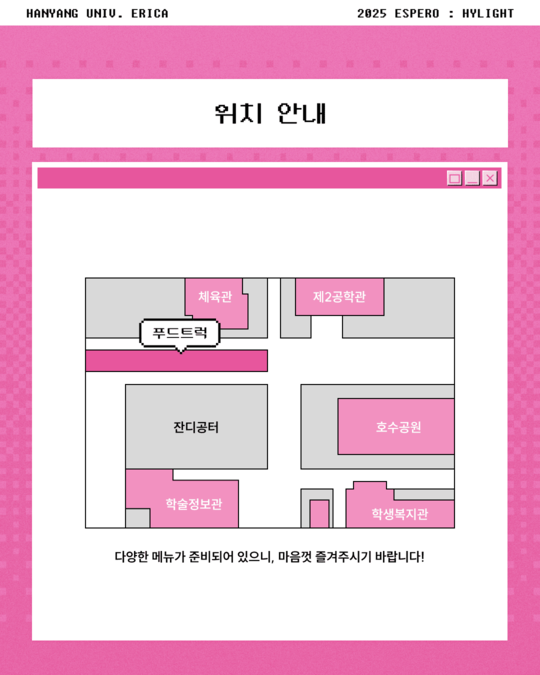 HANYANG UNIV. ERICA
2025 ESPERO : HYLIGHT
위치 안내
체육관
제2공학관
푸드트럭
잔디공터
호수공원
학술정보관
학생복지관
다양한 메뉴가 준비되어 있으니, 마음껏 즐겨주시기 바랍니다!